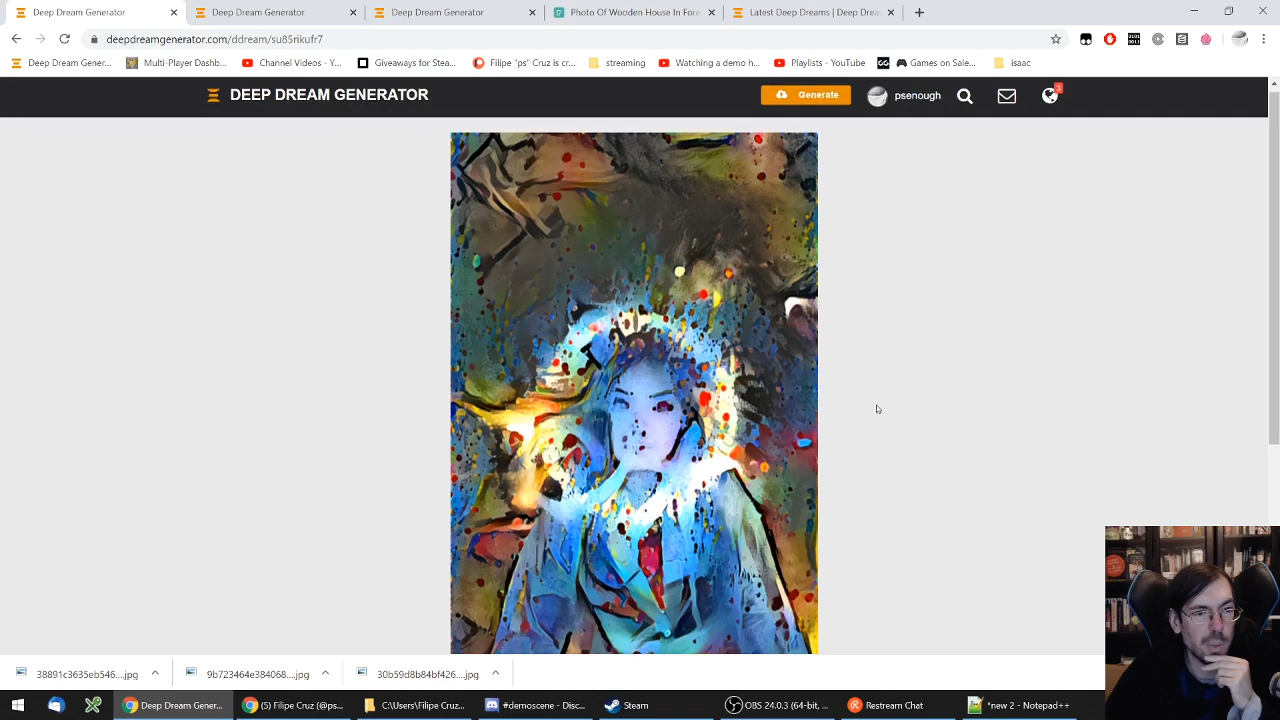 Deep Dream Generator
Deep Dream Generator
Deep Dream Generator
Photo Of Wooden House In Fore
Latest Deep Dreams | Deep Drea
deepdreamgenerator.com/ddream/su85rikufr7
Deep Dream Gener...
Multi-Player Dashb...
Channel Videos - Y...
Giveaways for Stea...
Filipe "ps" Cruz is cr...
streaming
Watching a demo h...
Playlists - YouTube
GG
Games on Sale...
isaac
DEEP DREAM GENERATOR
Generate
psenough
3
38891c3635eb546....jpg
9b723464e384068....jpg
30b59d8b84bf426....jpg
Deep Dream Gener...
(5) Filipe Cruz (@ps...
C:\Users\Filipe Cruz...
#demoscene - Disc...
Steam
OBS 24.0.3 (64-bit, ...
Restream Chat
*new 2 - Notepad++